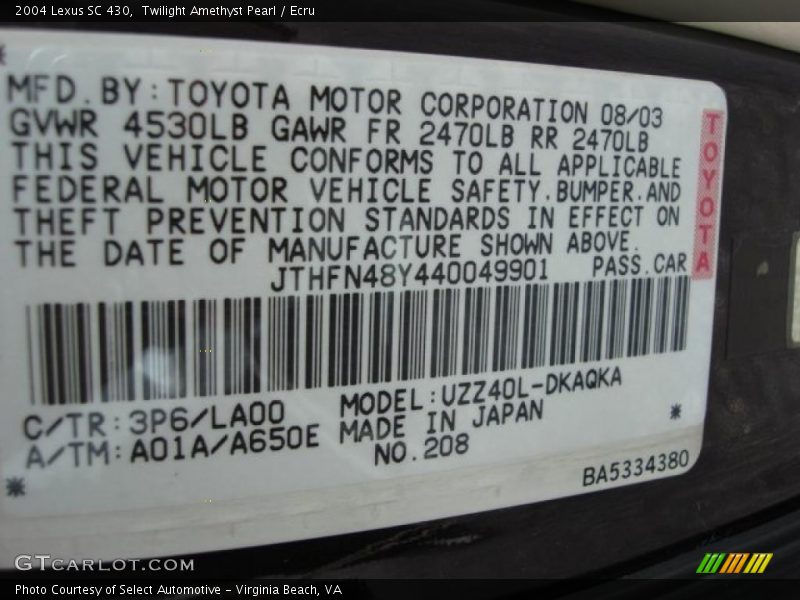 2004 Lexus SC 430,  Twilight Amethyst Pearl / Ecru
MFD. BY: TOYOTA MOTOR CORPORATION 08/03
GVWR 4530LB GAWR FR 2470LB RR 2470LB
THIS VEHICLE CONFORMS TO ALL APPLICABLE
FEDERAL MOTOR VEHICLE SAFETY.BUMPER.AND
THEFT PREVENTION STANDARDS IN EFFECT ON
THE DATE OF MANUFACTURE SHOWN ABOVE.
TOYOTA
JTHFN48Y440049901 PASS.CAR
C/TR:3P6/LA00 MODEL:UZZ40L-DKAQKA
A/TM:A01A/A650E MADE IN JAPAN
NO.208
BA5334380
GTCarLot.com
Photo Courtesy of Select Automotive - Virginia Beach, VA